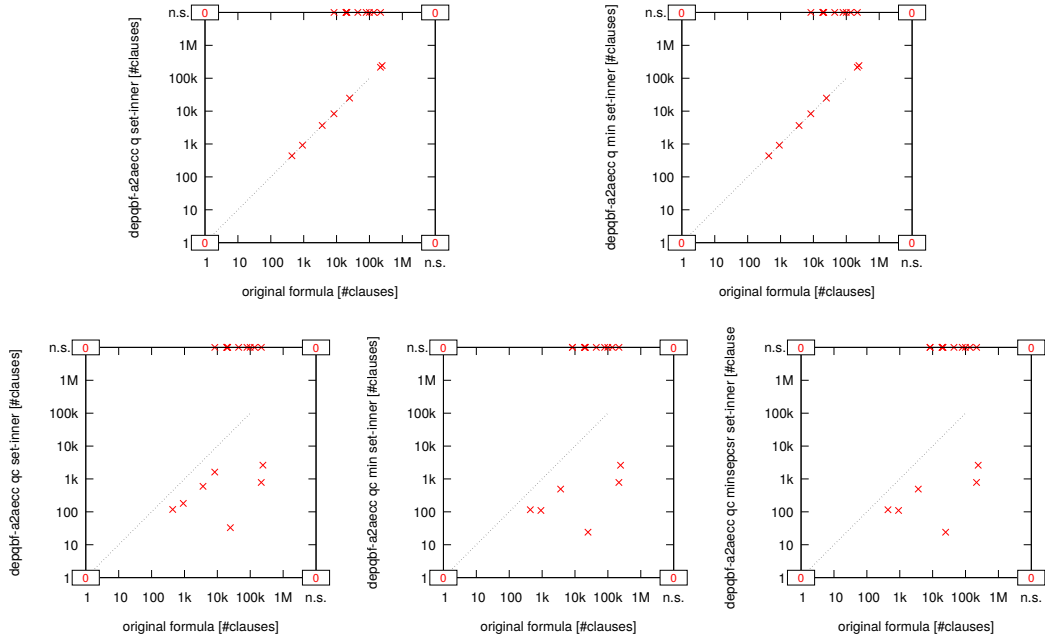 n.s. 0 0 n.s. 0 0
1M 1M
100k 100k
10k 10k
1k 1k
100 100
10 10
1 0 0 1 0 0
1 10 100 1k 10k 100k 1M n.s. 1 10 100 1k 10k 100k 1M n.s.
original formula [#clauses] original formula [#clauses]
depqbf-a2aecc q set-inner [#clauses]
depqbf-a2aecc q min set-inner [#clauses]
n.s. 0 0 n.s. 0 0 n.s. 0 0
1M 1M 1M
100k 100k 100k
10k 10k 10k
1k 1k 1k
100 100 100
10 10 10
1 0 0 1 0 0 1 0 0
1 10 100 1k 10k 100k 1M n.s. 1 10 100 1k 10k 100k 1M n.s. 1 10 100 1k 10k 100k 1M n.s.
original formula [#clauses] original formula [#clauses] original formula [#clauses]
depqbf-a2aecc qc set-inner [#clauses]
depqbf-a2aecc qc min set-inner [#clauses]
depqbf-a2aecc qc minsepcsr set-inner [#clause